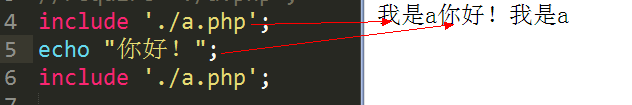 4 include './a.php';
5 echo "你好! ";
6 include './a.php';
我是a你好! 我是a